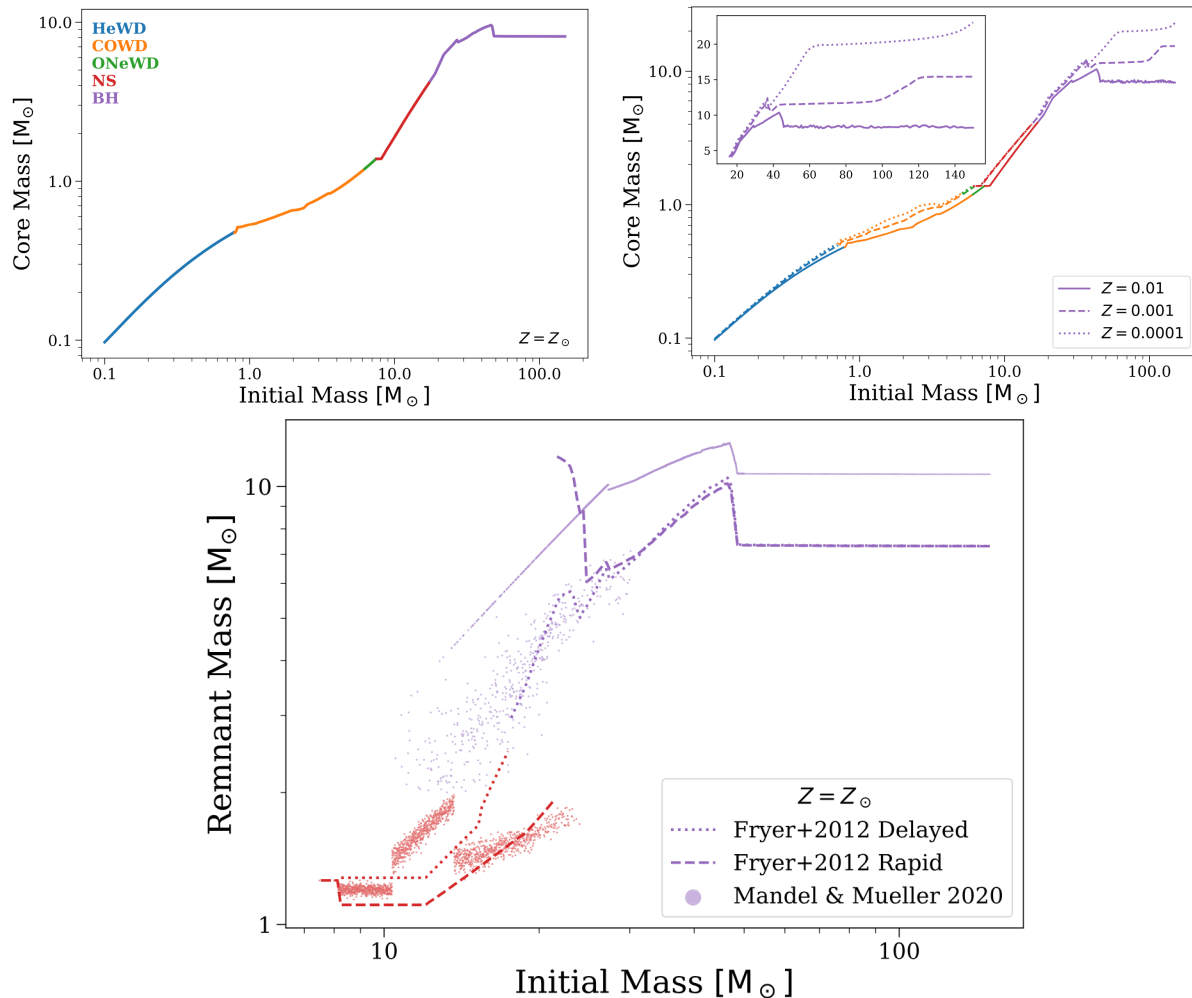 Core Mass [M⊙]
10.0
1.0
0.1
HeWD
COWD
ONeWD
NS
BH
Z = Z⊙
0.1
1.0
10.0
100.0
Initial Mass [M⊙]
Core Mass [M⊙]
10.0
1.0
0.1
20
15
10
5
20
40
60
80
100
120
140
Z = 0.01
Z = 0.001
Z = 0.0001
0.1
1.0
10.0
100.0
Initial Mass [M⊙]
Remnant Mass [M⊙]
10
1
Z = Z⊙
Fryer+2012 Delayed
Fryer+2012 Rapid
Mandel & Mueller 2020
10
100
Initial Mass [M⊙]